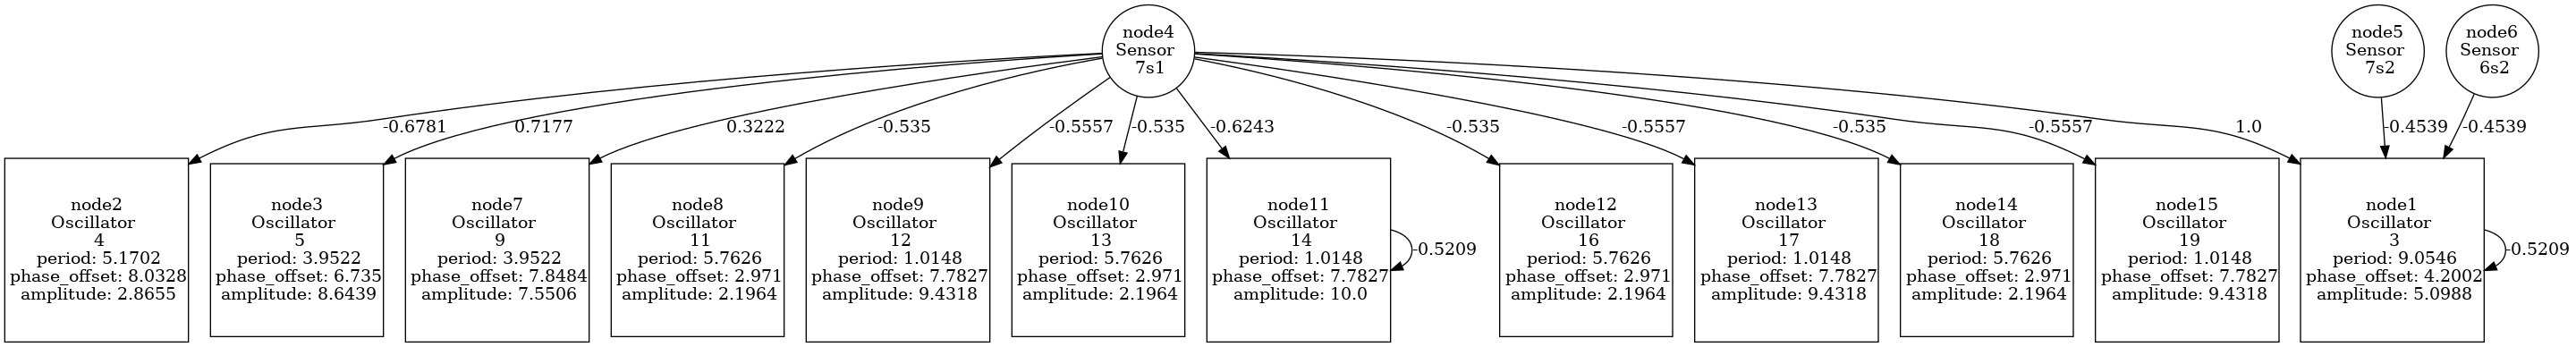 node4
Sensor
7s1
node5
Sensor
7s2
node6
Sensor
6s2
-0.6781
0.7177
0.3222
-0.535
-0.5557
-0.535
-0.6243
-0.535
-0.5557
-0.535
-0.5557
1.0
-0.4539
-0.4539
node2
Oscillator
4
period: 5.1702
phase_offset: 8.0328
amplitude: 2.8655
node3
Oscillator
5
period: 3.9522
phase_offset: 6.735
amplitude: 8.6439
node7
Oscillator
9
period: 3.9522
phase_offset: 7.8484
amplitude: 7.5506
node8
Oscillator
11
period: 5.7626
phase_offset: 2.971
amplitude: 2.1964
node9
Oscillator
12
period: 1.0148
phase_offset: 7.7827
amplitude: 9.4318
node10
Oscillator
13
period: 5.7626
phase_offset: 2.971
amplitude: 2.1964
node11
Oscillator
14
period: 1.0148
phase_offset: 7.7827
amplitude: 10.0
-0.5209
node12
Oscillator
16
period: 5.7626
phase_offset: 2.971
amplitude: 2.1964
node13
Oscillator
17
period: 1.0148
phase_offset: 7.7827
amplitude: 9.4318
node14
Oscillator
18
period: 5.7626
phase_offset: 2.971
amplitude: 2.1964
node15
Oscillator
19
period: 1.0148
phase_offset: 7.7827
amplitude: 9.4318
node1
Oscillator
3
period: 9.0546
phase_offset: 4.2002
amplitude: 5.0988
-0.5209